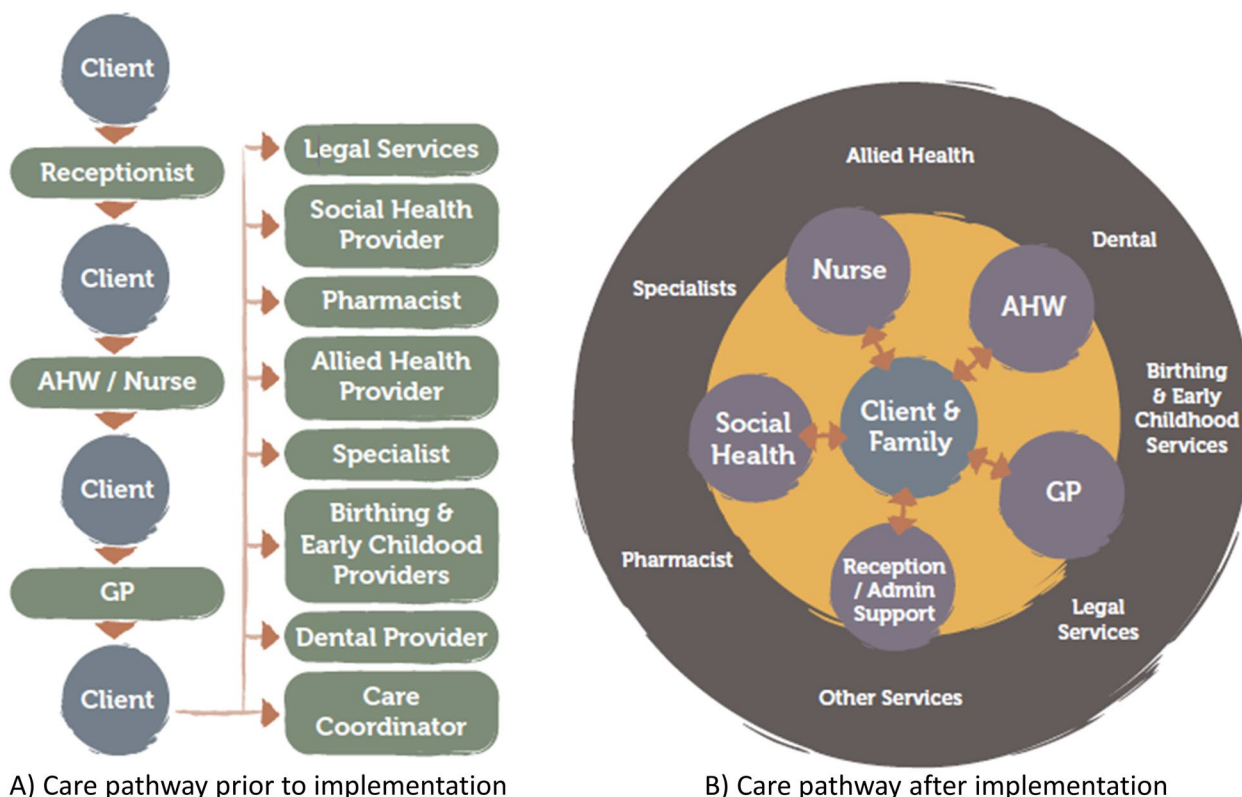 Client
Receptionist
Client
AHW / Nurse
Client
GP
Client
Legal Services
Social Health
Provider
Pharmacist
Allied Health
Provider
Specialist
Birthing &
Early Childood
Providers
Dental Provider
Care
Coordinator
A) Care pathway prior to implementation
Allied Health
Dental
Specialists
Nurse
AHW
Birthing
& Early
Childhood
Services
Client &
Family
Social
Health
GP
Pharmacist
Reception
/ Admin
Support
Legal
Services
Other Services
B) Care pathway after implementation